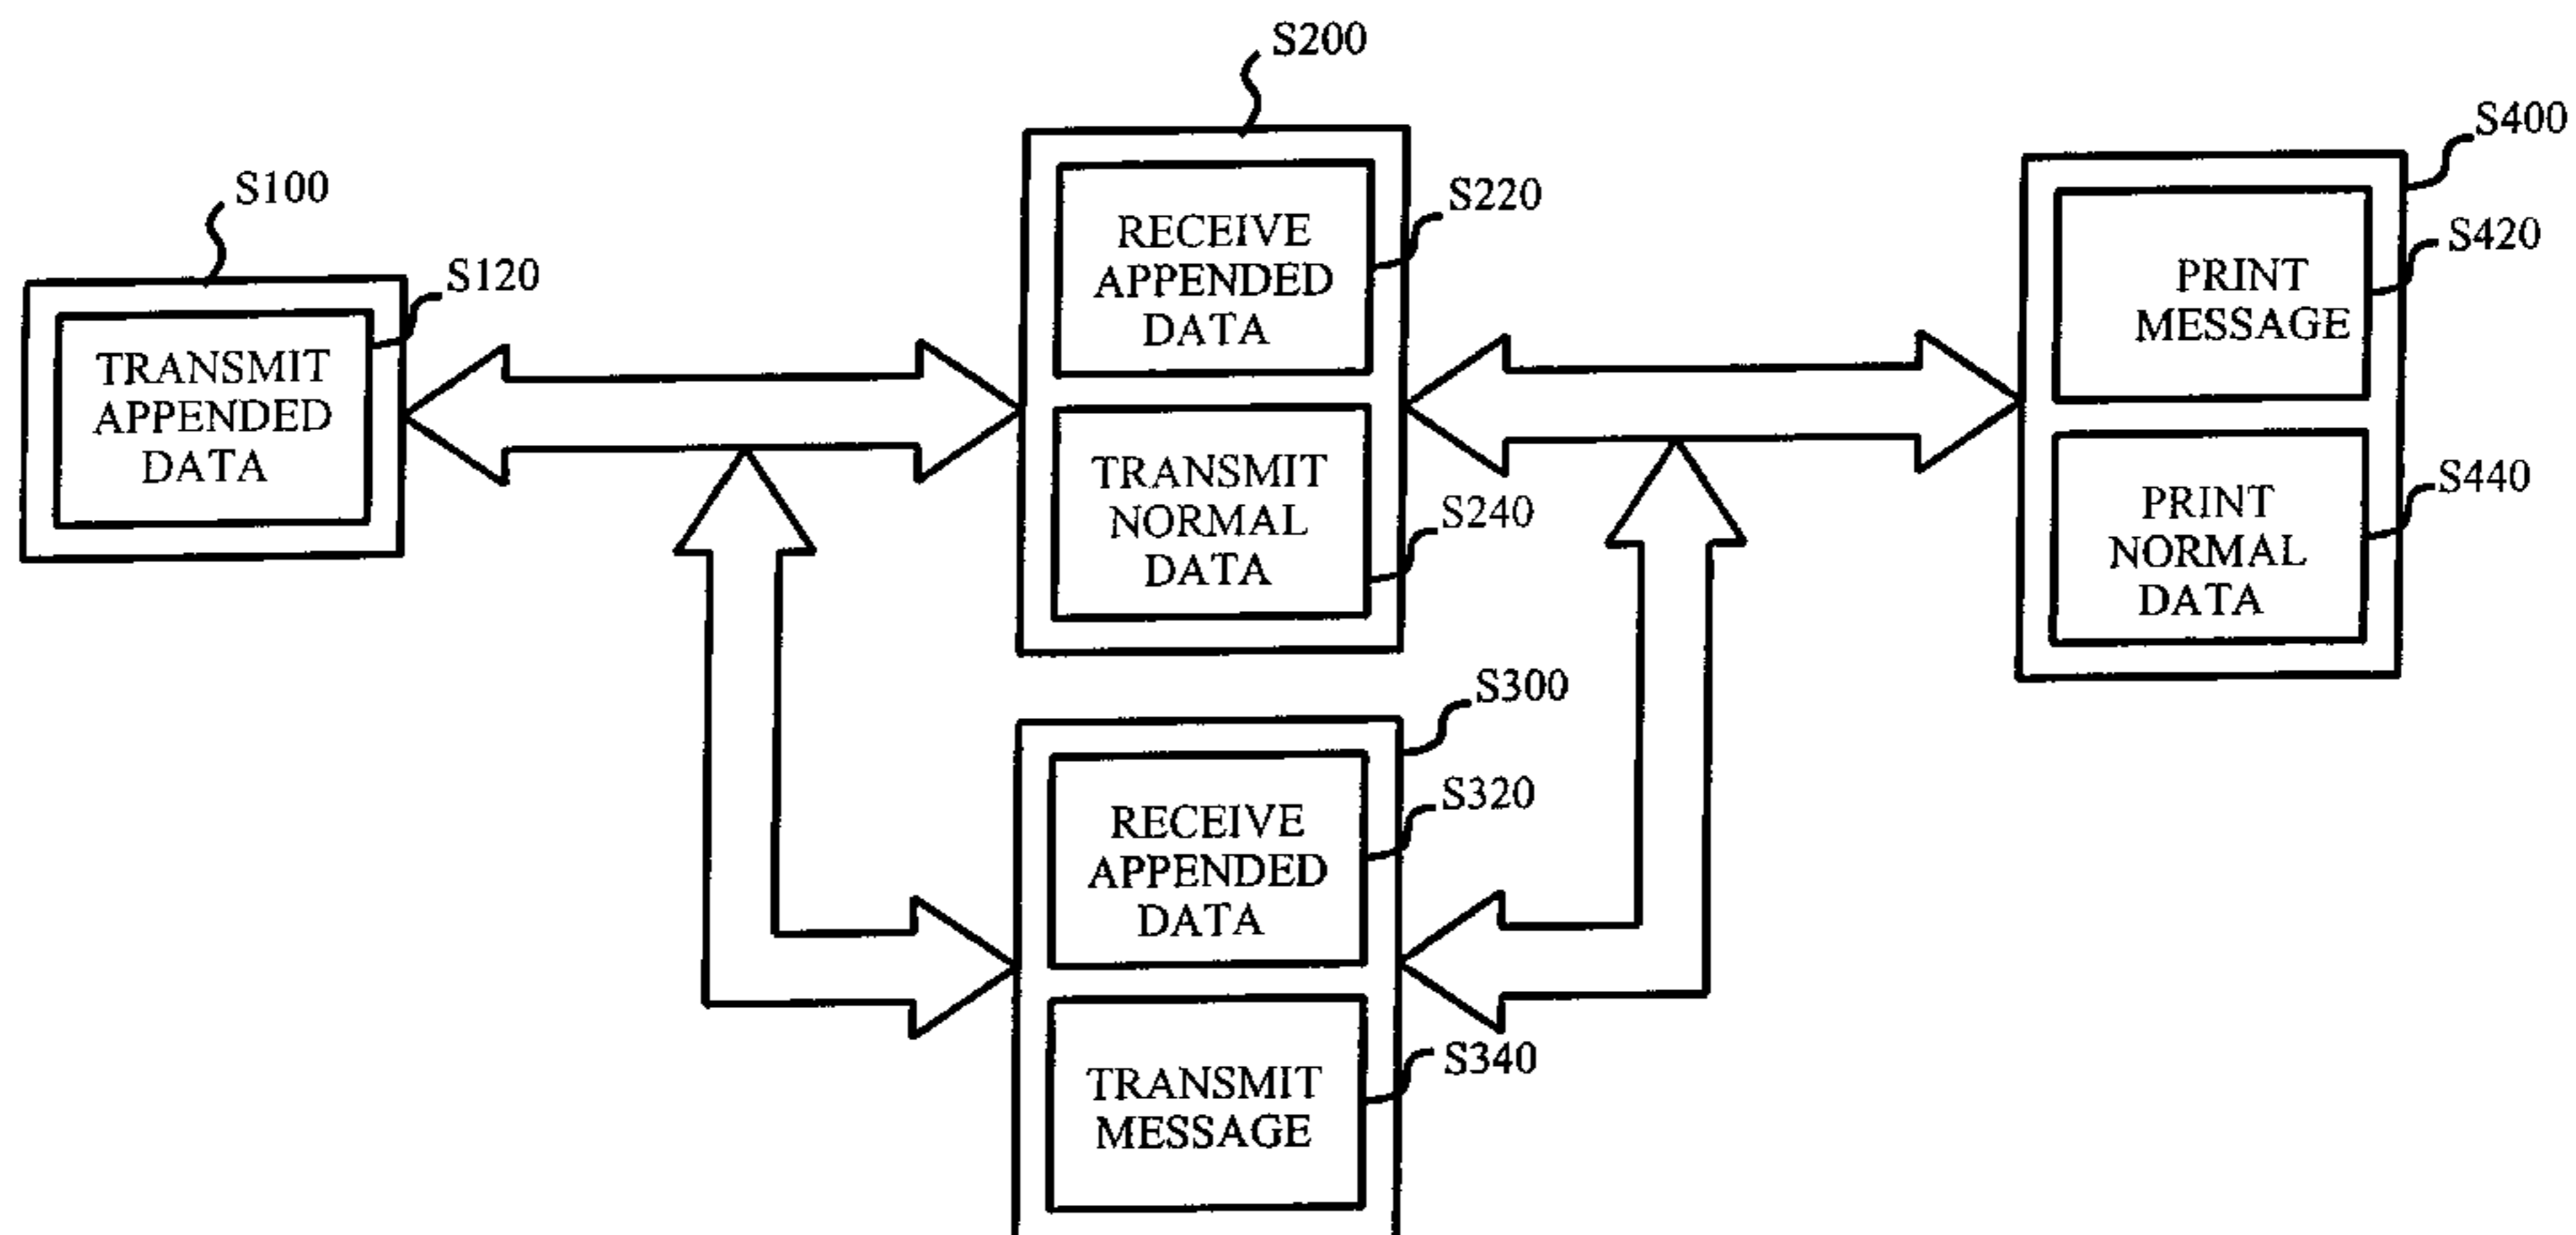 S100
S120
TRANSMIT
APPENDED
DATA
S200
S220
RECEIVE
APPENDED
DATA
S240
TRANSMIT
NORMAL
DATA
S300
S320
RECEIVE
APPENDED
DATA
S340
TRANSMIT
MESSAGE
S400
S420
PRINT
MESSAGE
S440
PRINT
NORMAL
DATA